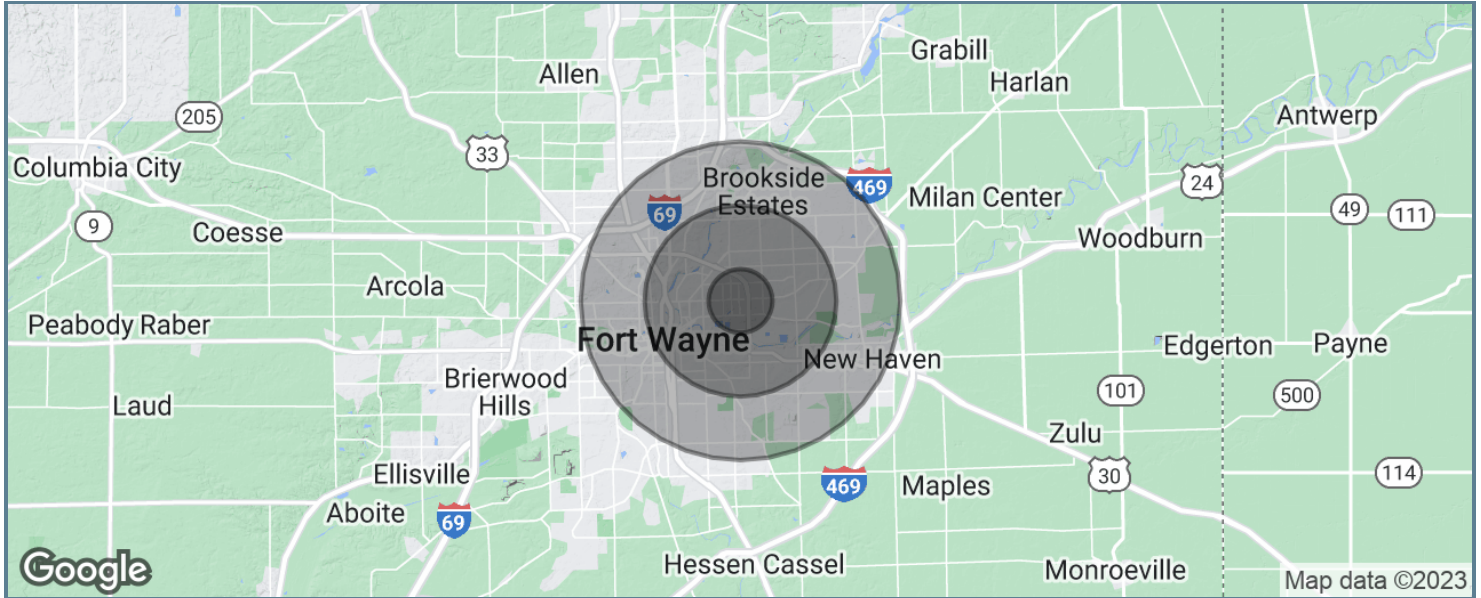 Grabill
Allen
Harlan
205
Antwerp
33
Columbia City
Brookside
Estates
469
24
Milan Center
69
49
111
9
Coesse
Woodburn
Arcola
Peabody Raber
Fort Wayne
New Haven
Edgerton
Payne
Brierwood
Hills
101
500
Laud
Zulu
Ellisville
30
114
469
Maples
Aboite
69
Hessen Cassel
Monroeville
Google
Map data ©2023